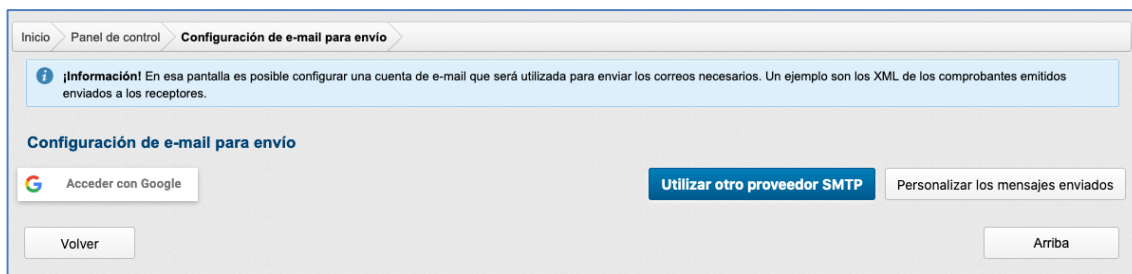 Inicio Panel de control Configuración de e-mail para envío
¡Información! En esa pantalla es posible configurar una cuenta de e-mail que será utilizada para enviar los correos necesarios. Un ejemplo son los XML de los comprobantes emitidos
enviados a los receptores.
Configuración de e-mail para envío
Acceder con Google Utilizar otro proveedor SMTP Personalizar los mensajes enviados
Volver Arriba